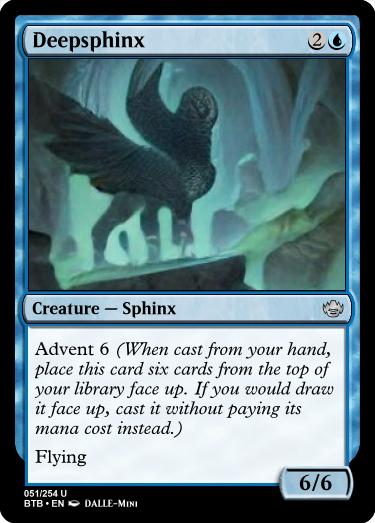 Deepsphinx 2
Creature — Sphinx
Advent 6 (When cast from your hand,
place this card six cards from the top of
your library face up. If you would draw
it face up, cast it without paying its
mana cost instead.)
Flying
6/6
051/254 U
BTB • EN DALLE-Mini